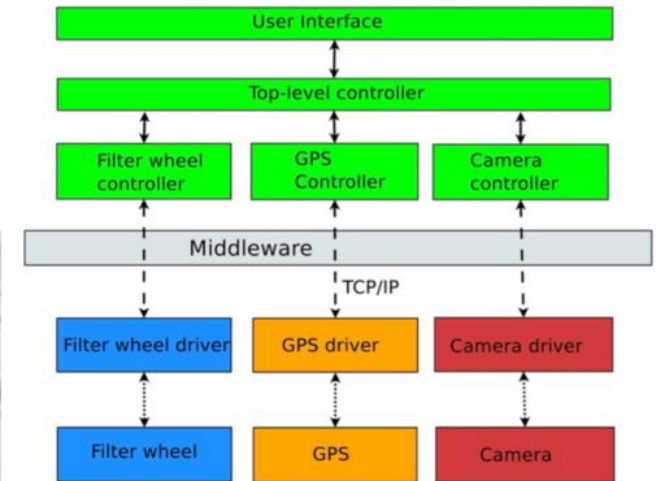 User Interface
Top-level controller
Filter wheel
controller
GPS
Controller
Camera
controller
Middleware
TCP/IP
Filter wheel driver
GPS driver
Camera driver
Filter wheel
GPS
Camera